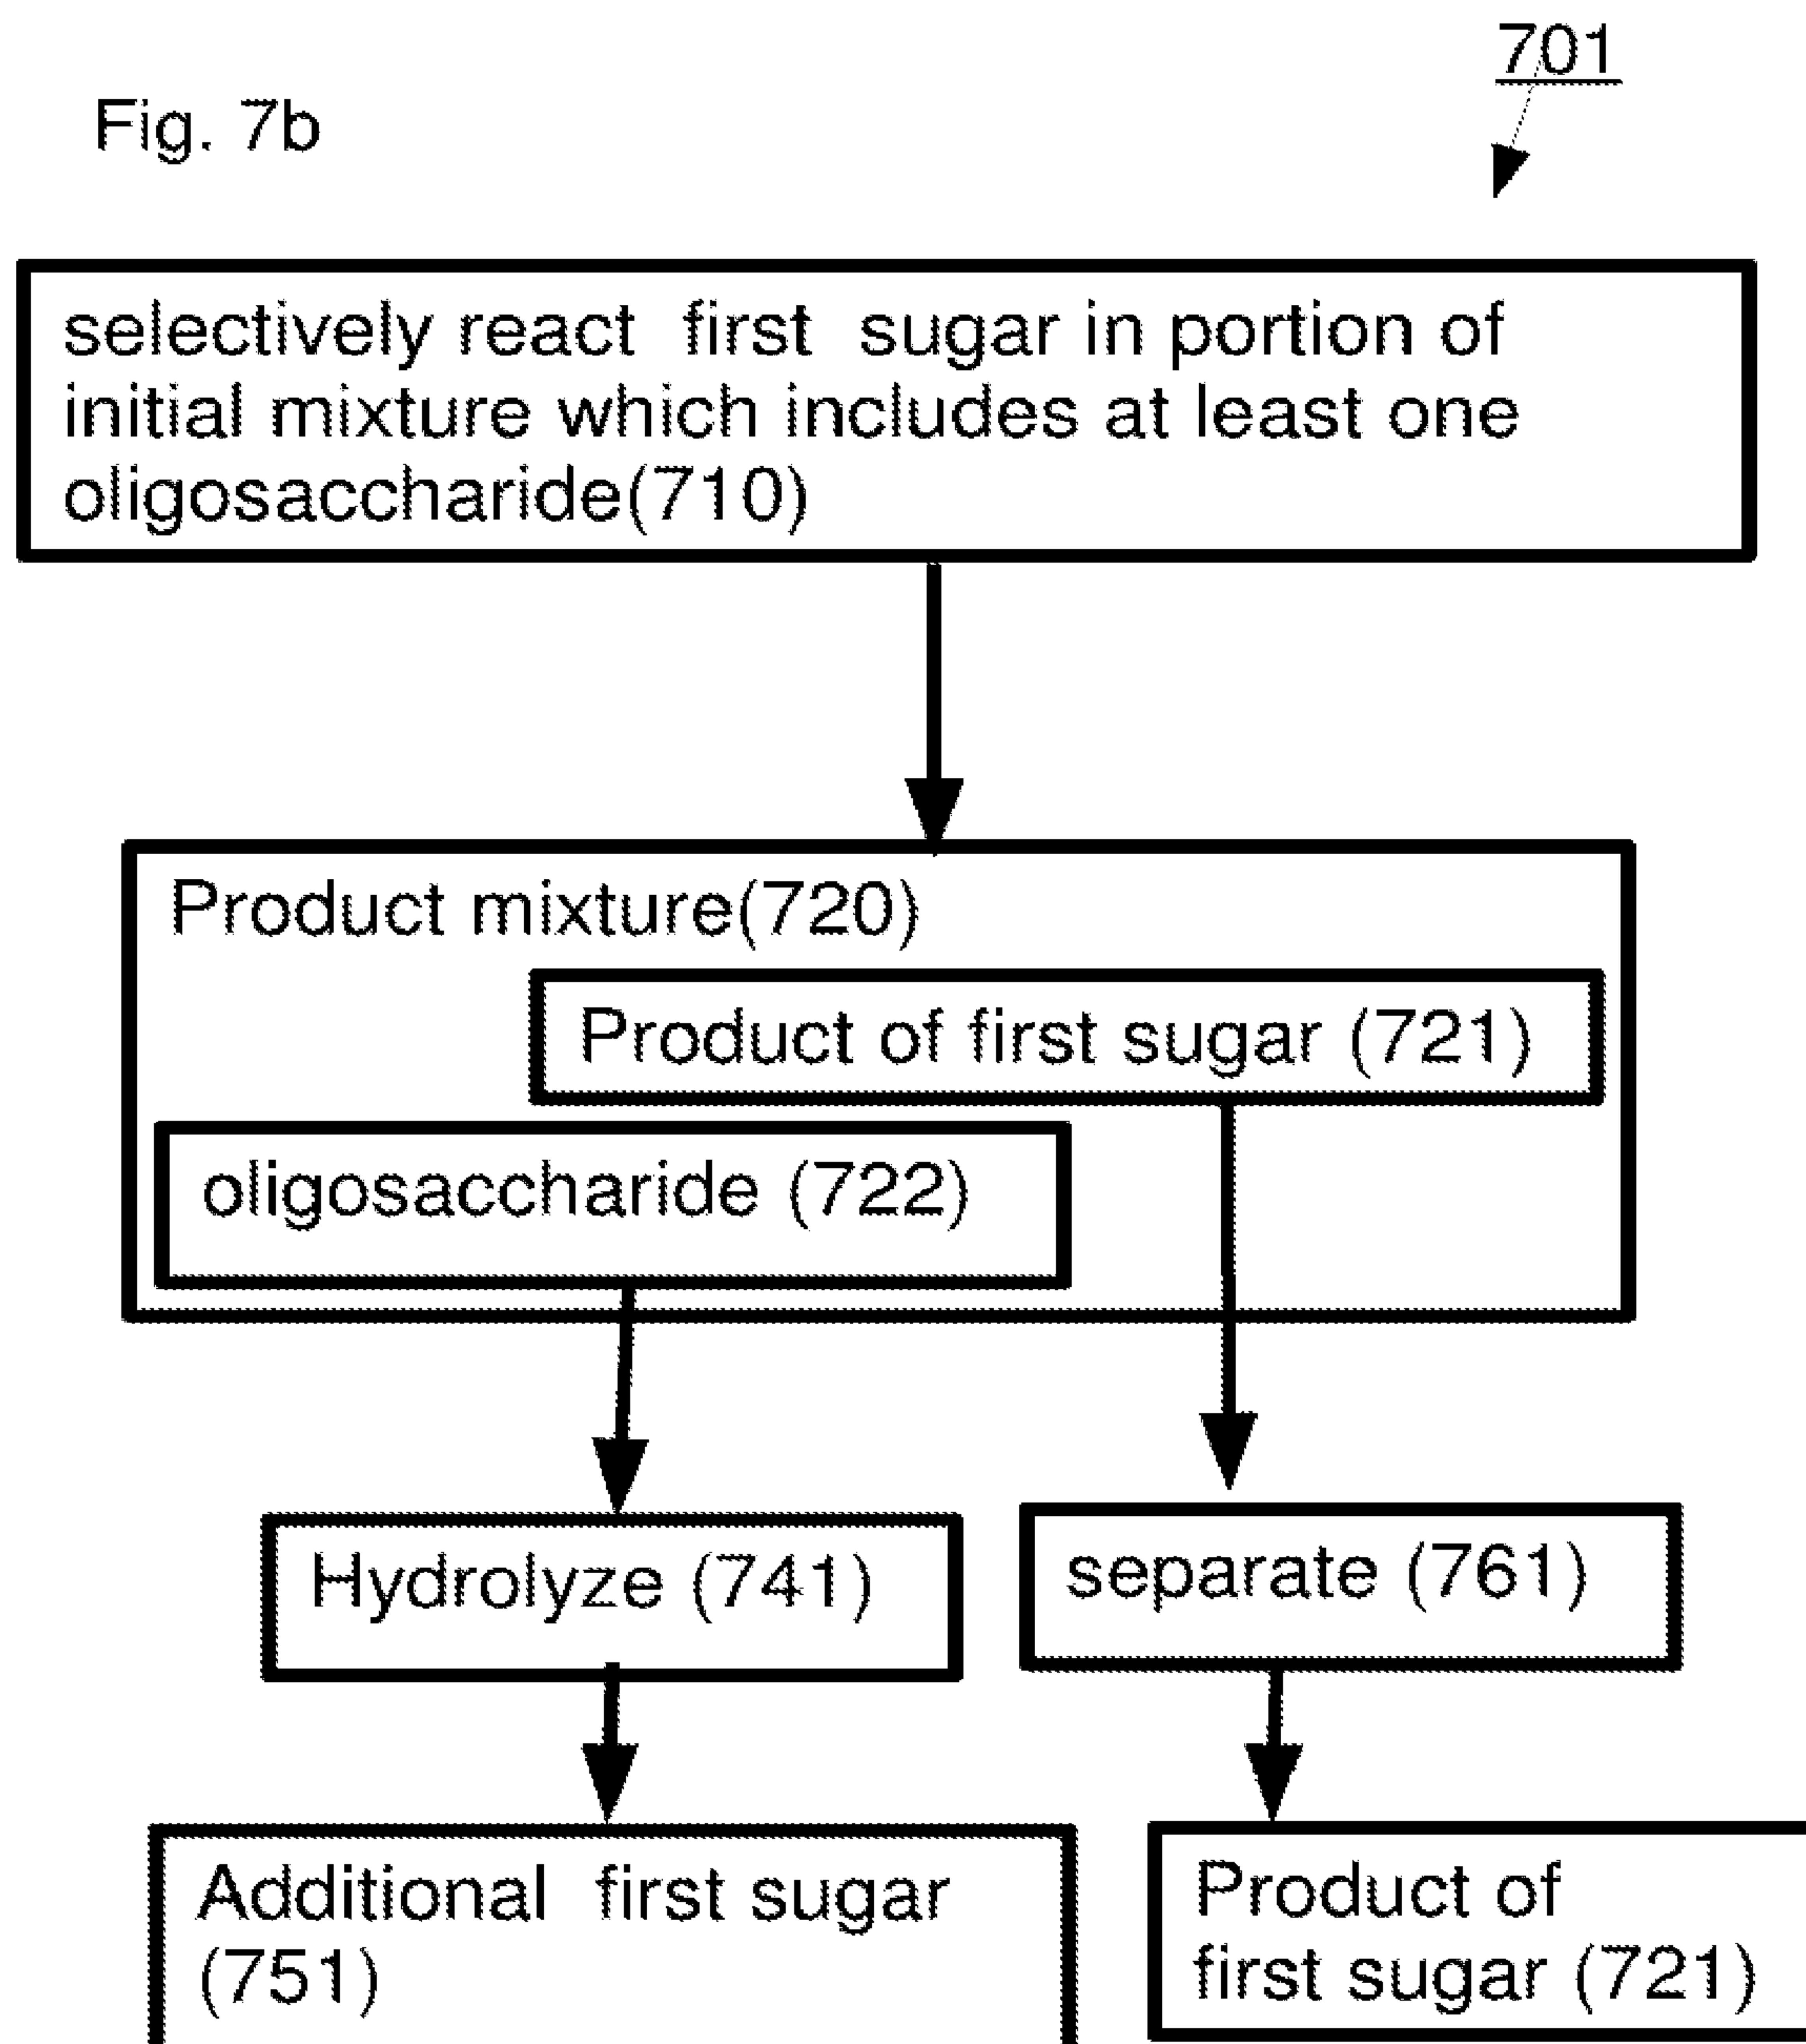 701
Fig. 7b
selectively react first sugar in portion of
initial mixture which includes at least one
oligosaccharide(710)
Product mixture(720)
Product of first sugar (721)
oligosaccharide (722)
Hydrolyze (741)
separate (761)
Additional first sugar
(751)
Product of
first sugar (721)